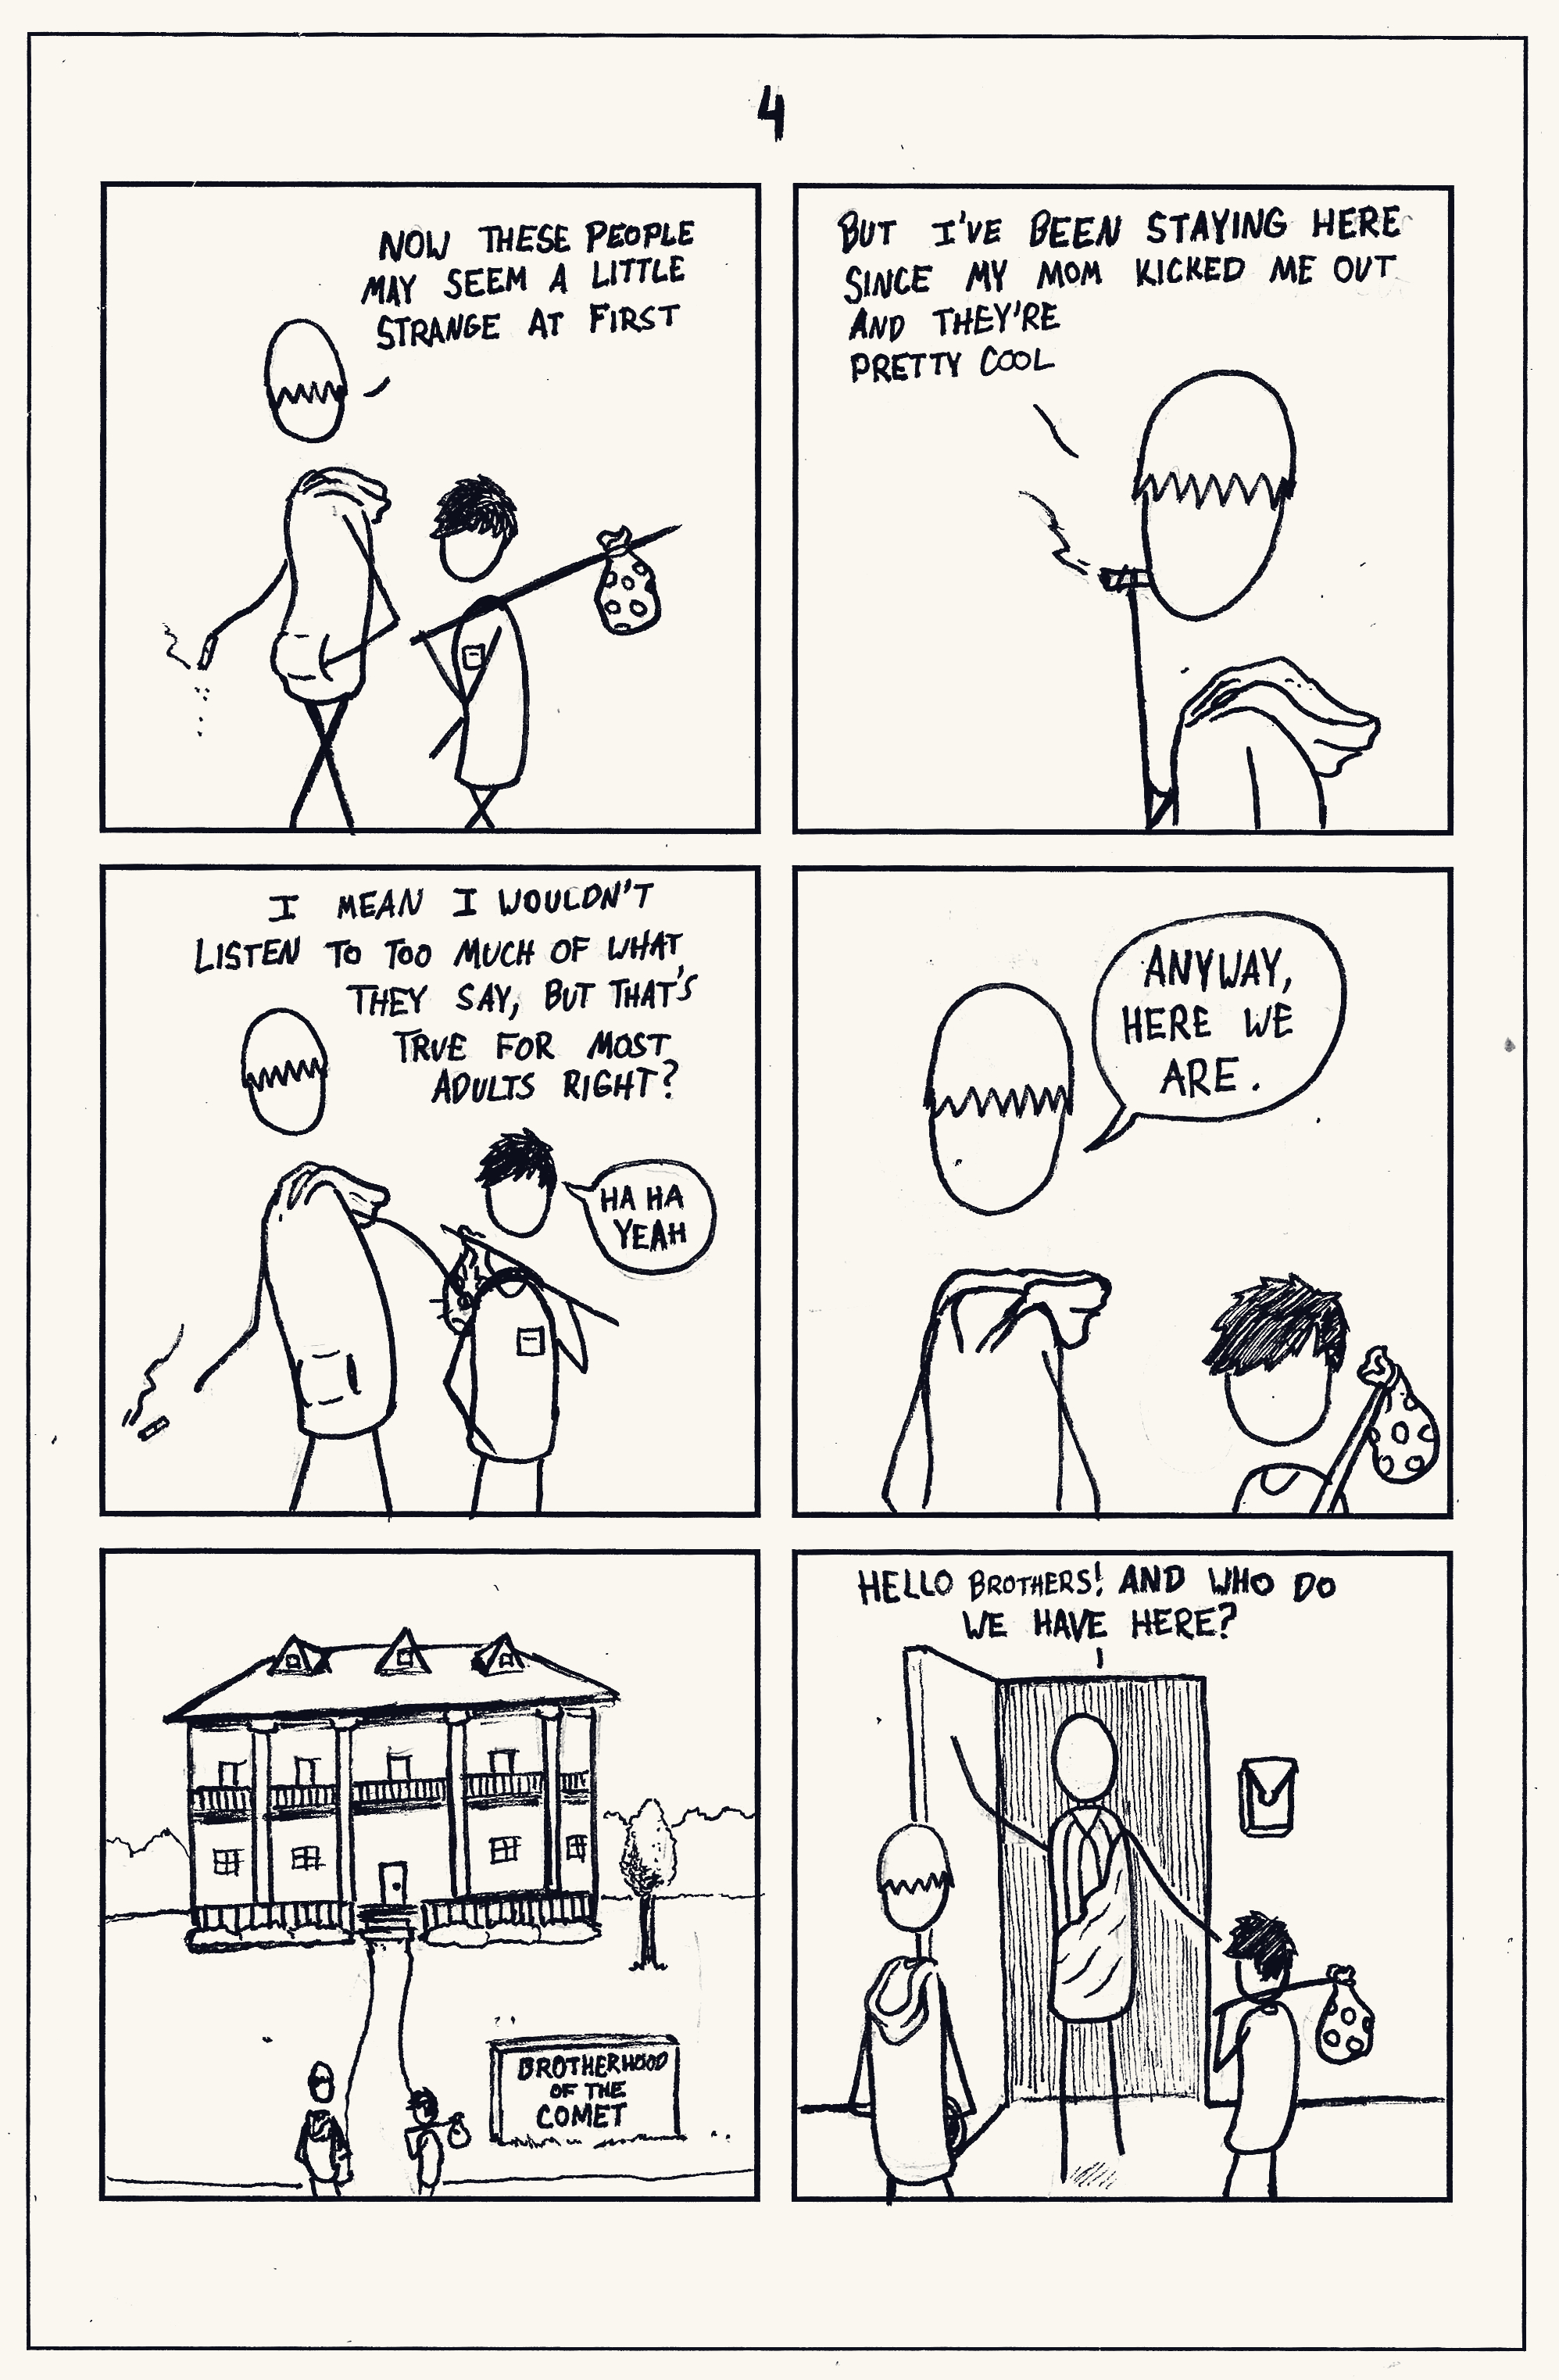 4
NOW THESE PEOPLE
MAY SEEM A LITTLE
STRANGE AT FIRST
BUT I'VE BEEN STAYING HERE
SINCE MY MOM KICKED ME OUT
AND THEY'RE
PRETTY COOL
I MEAN I WOULDN'T
LISTEN TO TOO MUCH OF WHAT
THEY SAY, BUT THAT'S
TRUE FOR MOST
ADULTS RIGHT?
HA HA
YEAH
ANYWAY,
HERE WE
ARE.
BROTHERHOOD
OF THE
COMET
HELLO BROTHERS! AND WHO DO
WE HAVE HERE?